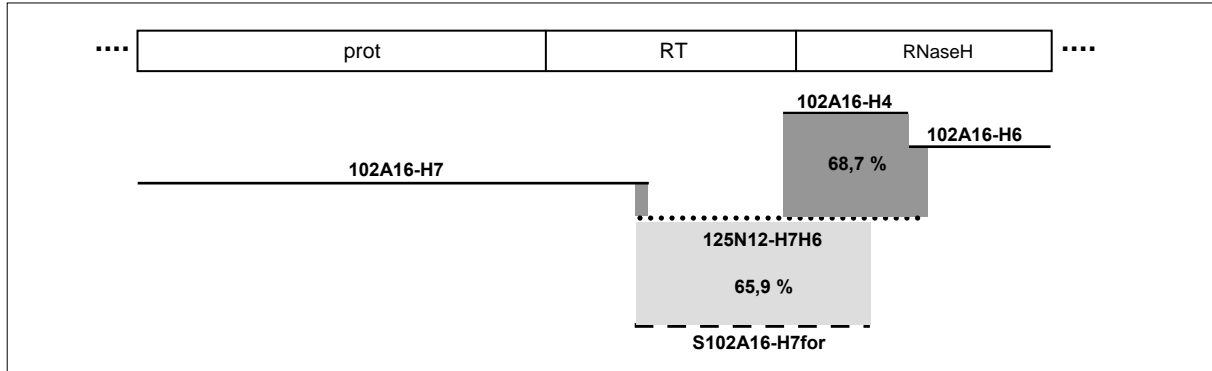 .... prot RT RNaseH ....
102A16-H4
102A16-H6
68,7 %
102A16-H7
125N12-H7H6
65,9 %
S102A16-H7for